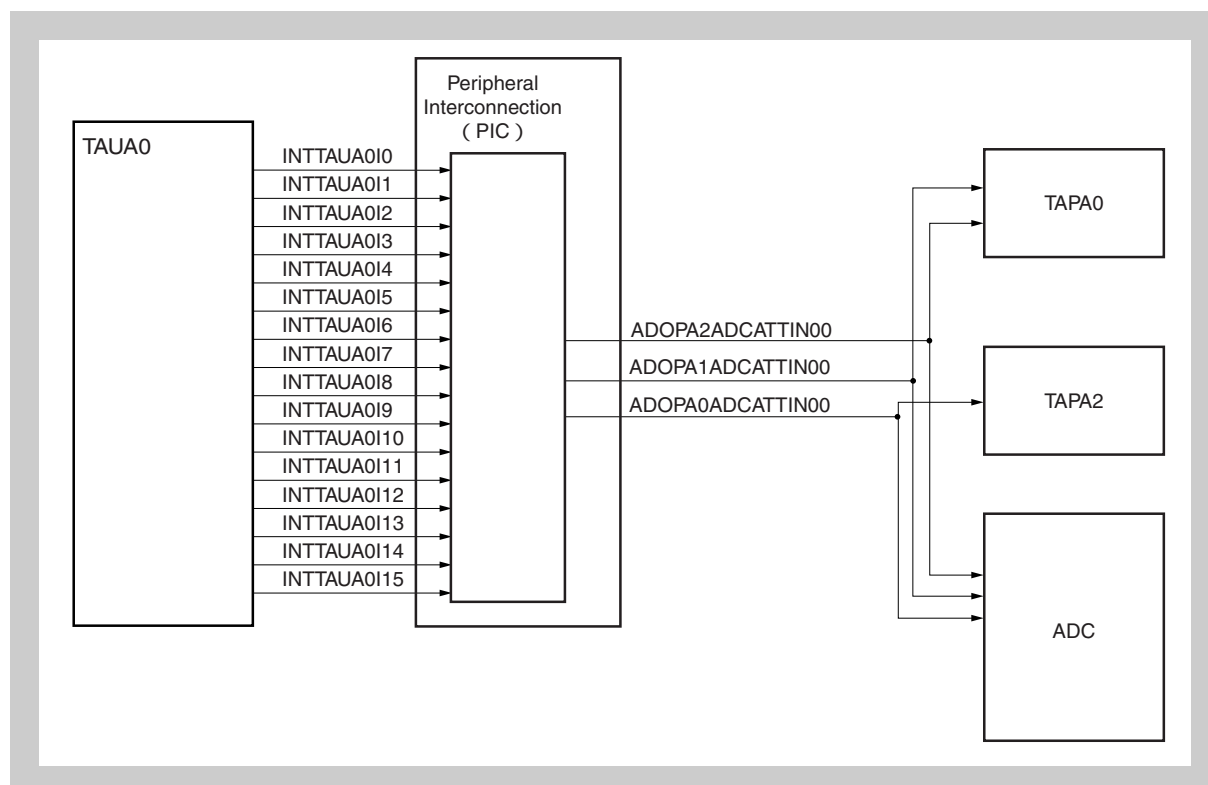 Peripheral
Interconnection
( PIC )
TAUA0
INTTAUA0I0
INTTAUA0I1
INTTAUA0I2
INTTAUA0I3
INTTAUA0I4
INTTAUA0I5
INTTAUA0I6
INTTAUA0I7
INTTAUA0I8
INTTAUA0I9
INTTAUA0I10
INTTAUA0I11
INTTAUA0I12
INTTAUA0I13
INTTAUA0I14
INTTAUA0I15
ADOPA2ADCATTIN00
ADOPA1ADCATTIN00
ADOPA0ADCATTIN00
TAPA0
TAPA2
ADC